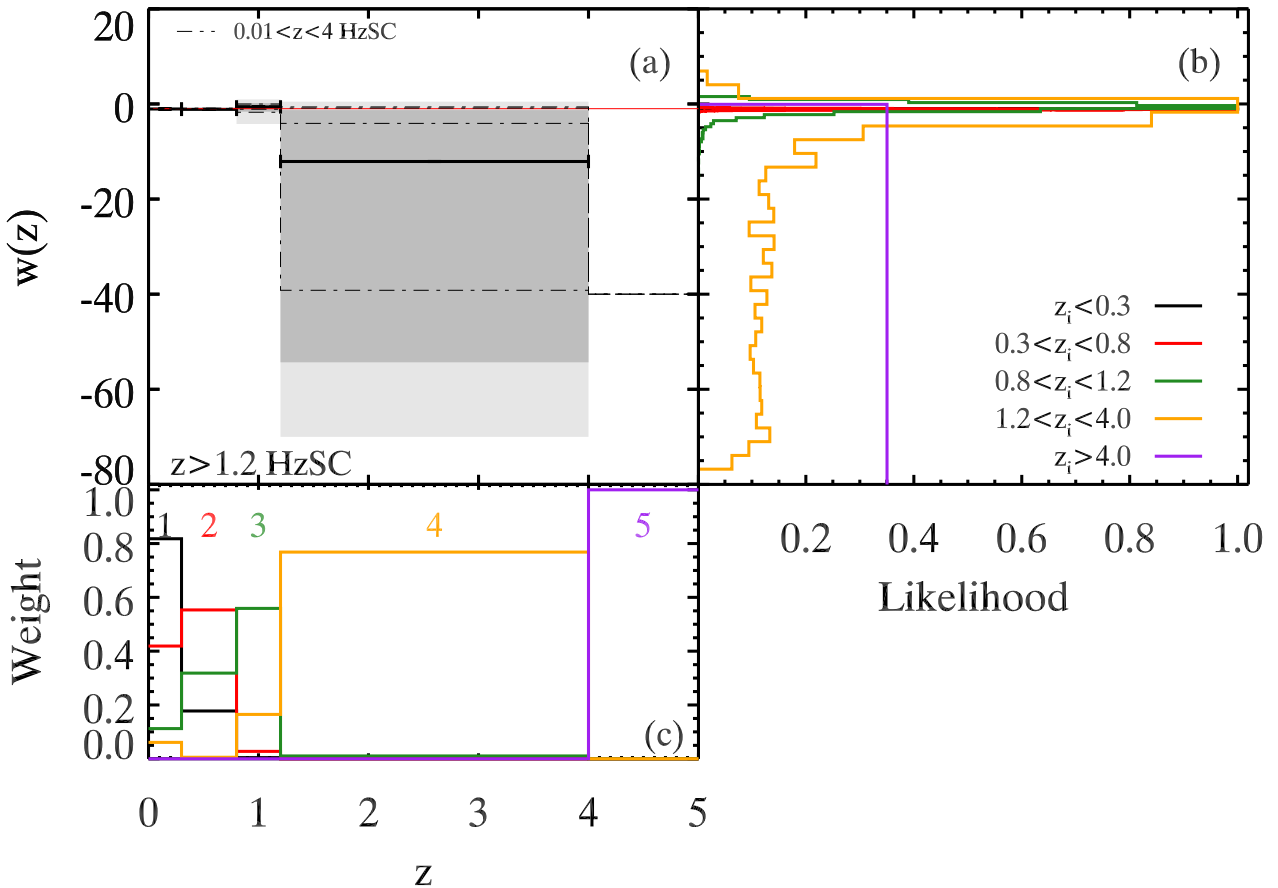 20
0
-20
-40
-60
-80
w(z)
0.01<z<4 HzSC
(a)
z>1.2 HzSC
(b)
z_i<0.3
0.3<z_i<0.8
0.8<z_i<1.2
1.2<z_i<4.0
z_i>4.0
0.2 0.4 0.6 0.8 1.0
Likelihood
1.0
0.8
0.6
0.4
0.2
0.0
Weight
1 2 3 4 5
(c)
0 1 2 3 4 5
z